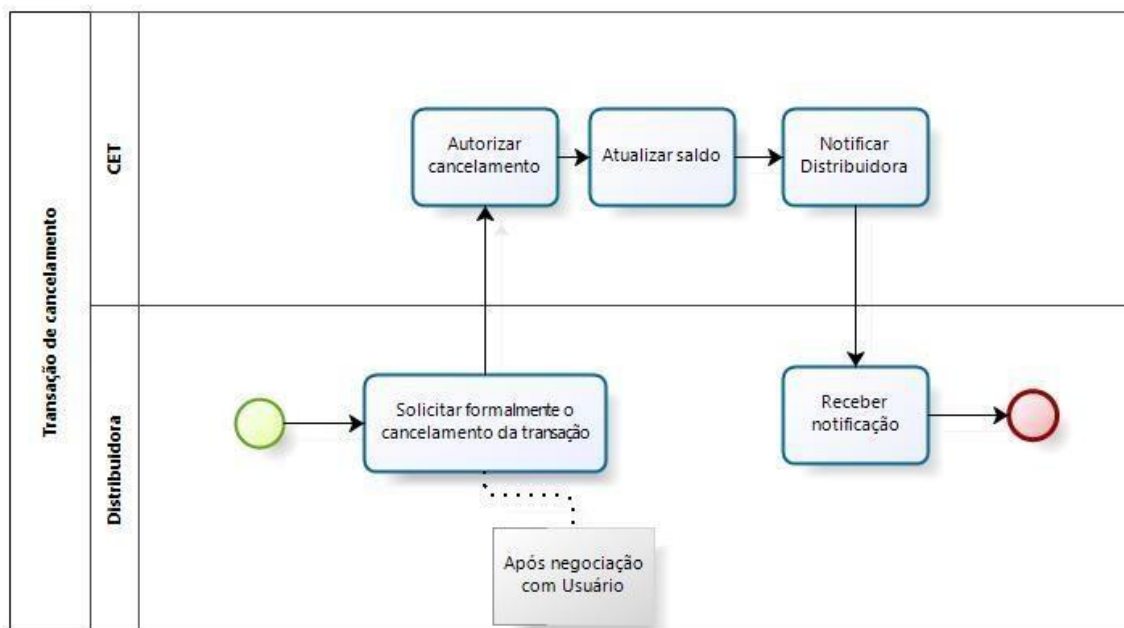 Transação de cancelamento
CET
Autorizar
cancelamento
Atualizar saldo
Notificar
Distribuidora
Distribuidora
Solicitar formalmente o
cancelamento da transação
Receber
notificação
Após negociação
com Usuário